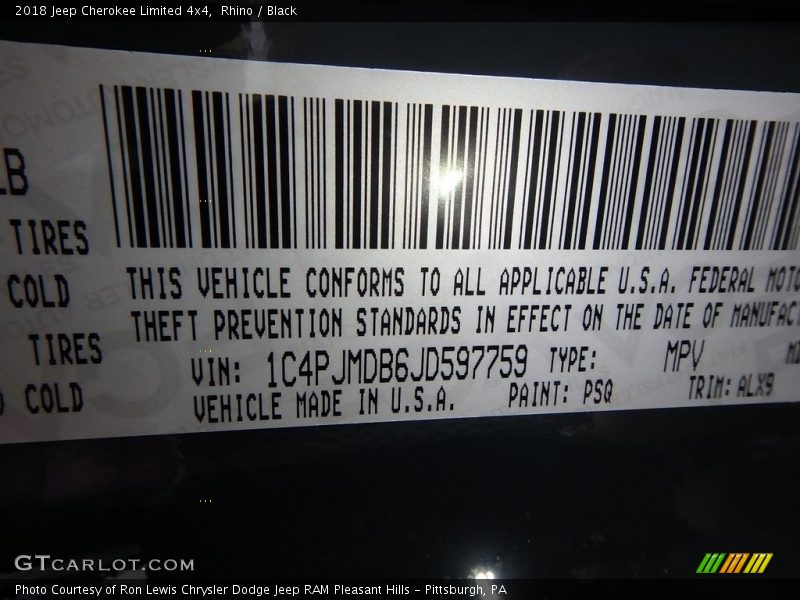 2018 Jeep Cherokee Limited 4x4, Rhino / Black
TIRES
COLD
TIRES
COLD
THIS VEHICLE CONFORMS TO ALL APPLICABLE U.S.A. FEDERAL MOTO
THEFT PREVENTION STANDARDS IN EFFECT ON THE DATE OF MANUFACT
VIN: 1C4PJMDB6JD597759 TYPE: MPV
VEHICLE MADE IN U.S.A. PAINT: PSQ TRIM: ALX9
GTCARLOT.COM
Photo Courtesy of Ron Lewis Chrysler Dodge Jeep RAM Pleasant Hills - Pittsburgh, PA